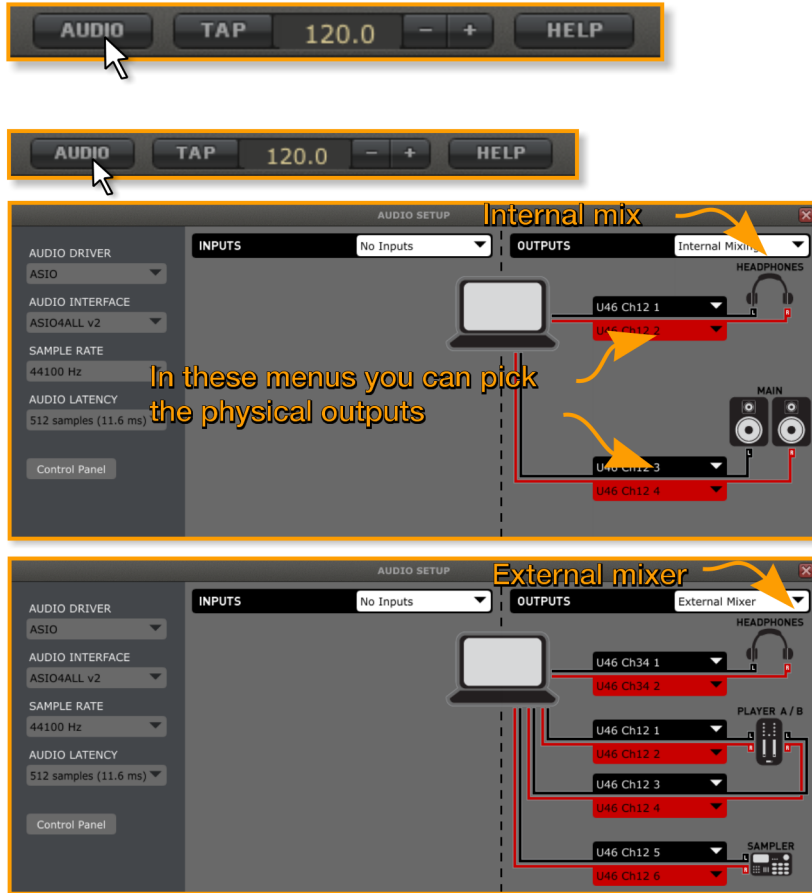 AUDIO TAP 120.0 - + HELP
AUDIO TAP 120.0 - + HELP
AUDIO SETUP
Internal mix
AUDIO DRIVER
ASIO
AUDIO INTERFACE
ASIO4ALL v2
SAMPLE RATE
44100 Hz
AUDIO LATENCY
512 samples (11.6 ms)
Control Panel
INPUTS No Inputs
OUTPUTS Internal Mixing
HEADPHONES
L R
U46 Ch12 1
U46 Ch12 2
In these menus you can pick
the physical outputs
MAIN
L R
U46 Ch12 3
U46 Ch12 4
AUDIO SETUP
External mixer
AUDIO DRIVER
ASIO
AUDIO INTERFACE
ASIO4ALL v2
SAMPLE RATE
44100 Hz
AUDIO LATENCY
512 samples (11.6 ms)
Control Panel
INPUTS No Inputs
OUTPUTS External Mixer
HEADPHONES
L R
U46 Ch34 1
U46 Ch34 2
PLAYER A / B
L L
R R
U46 Ch12 1
U46 Ch12 2
U46 Ch12 3
U46 Ch12 4
SAMPLER
L
R
U46 Ch12 5
U46 Ch12 6